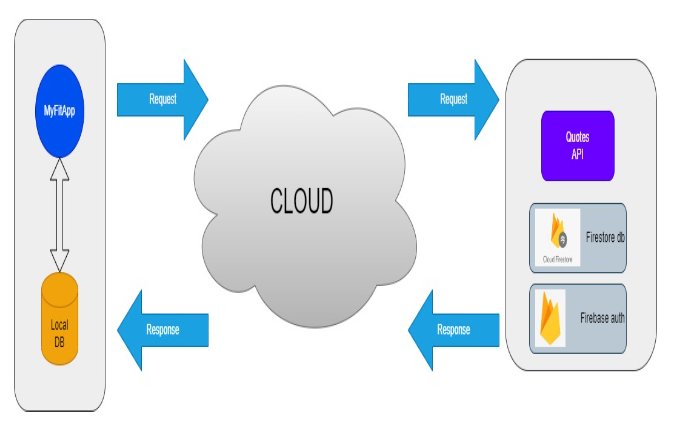 MyFitApp
Local
DB
Request
Response
CLOUD
Request
Response
Quotes
API
Cloud Firestore
Firestore db
Firebase auth